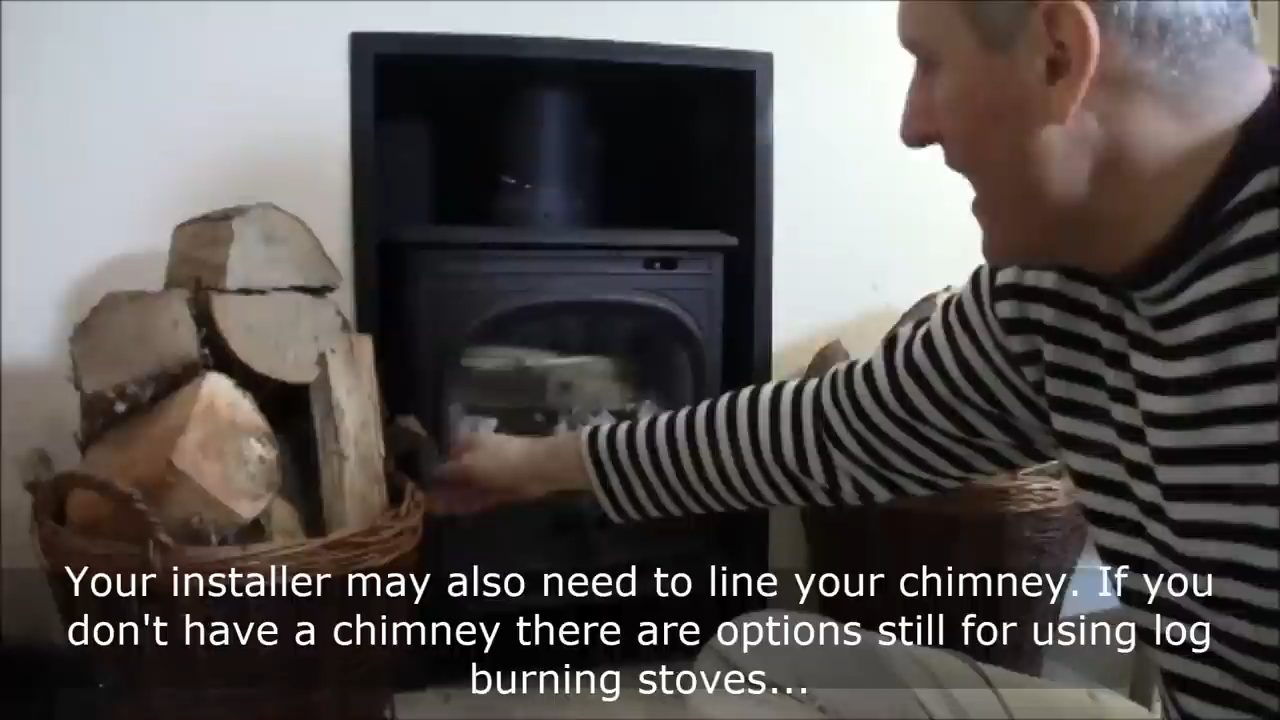 Your installer may also need to line your chimney. If you
don't have a chimney there are options still for using log
burning stoves...